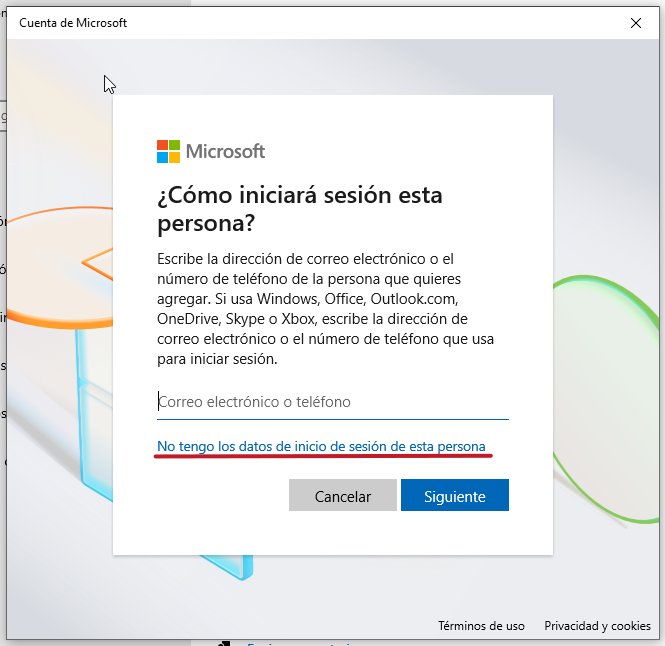 Cuenta de Microsoft
Microsoft
¿Cómo iniciará sesión esta
persona?
Escribe la dirección de correo electrónico o el
número de teléfono de la persona que quieres
agregar. Si usa Windows, Office, Outlook.com,
OneDrive, Skype o Xbox, escribe la dirección de
correo electrónico o el número de teléfono que usa
para iniciar sesión.
Correo electrónico o teléfono
No tengo los datos de inicio de sesión de esta persona
Cancelar
Siguiente
Términos de uso
Privacidad y cookies